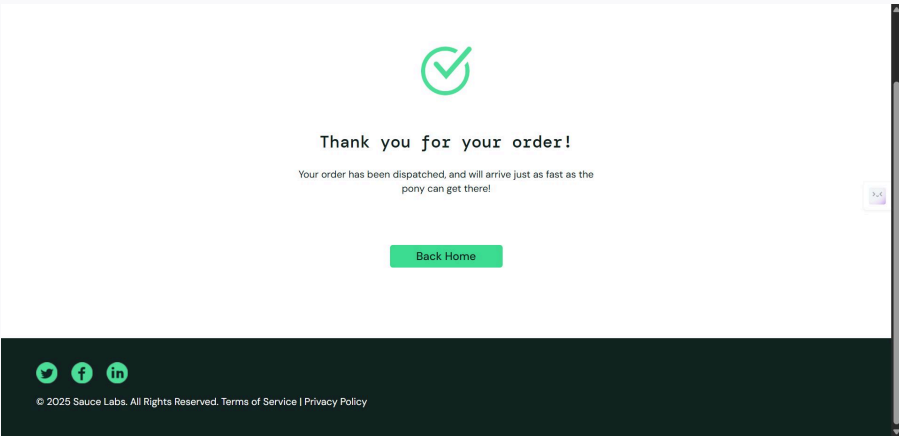 Thank you for your order!
Your order has been dispatched, and will arrive just as fast as the
pony can get there!
Back Home
© 2025 Sauce Labs. All Rights Reserved. Terms of Service | Privacy Policy